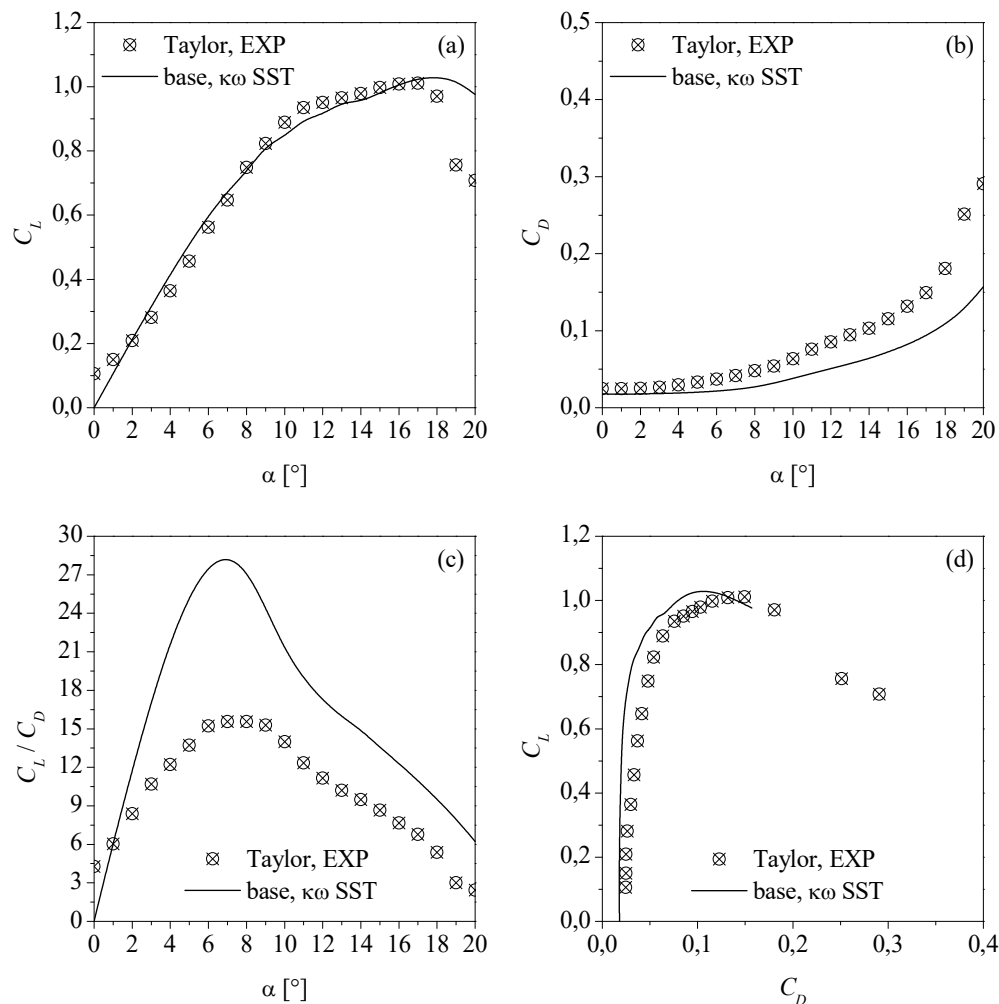 1,2
1,0
0,8
0,6
0,4
0,2
0,0
C_L
(a)
Taylor, EXP
base, κω SST
0 2 4 6 8 10 12 14 16 18 20
α [°]
0,5
0,4
0,3
0,2
0,1
0,0
C_D
(b)
Taylor, EXP
base, κω SST
0 2 4 6 8 10 12 14 16 18 20
α [°]
30
27
24
21
18
15
12
9
6
3
0
C_L / C_D
(c)
Taylor, EXP
base, κω SST
0 2 4 6 8 10 12 14 16 18 20
α [°]
1,2
1,0
0,8
0,6
0,4
0,2
0,0
C_L
(d)
Taylor, EXP
base, κω SST
0,0 0,1 0,2 0,3 0,4
C_D